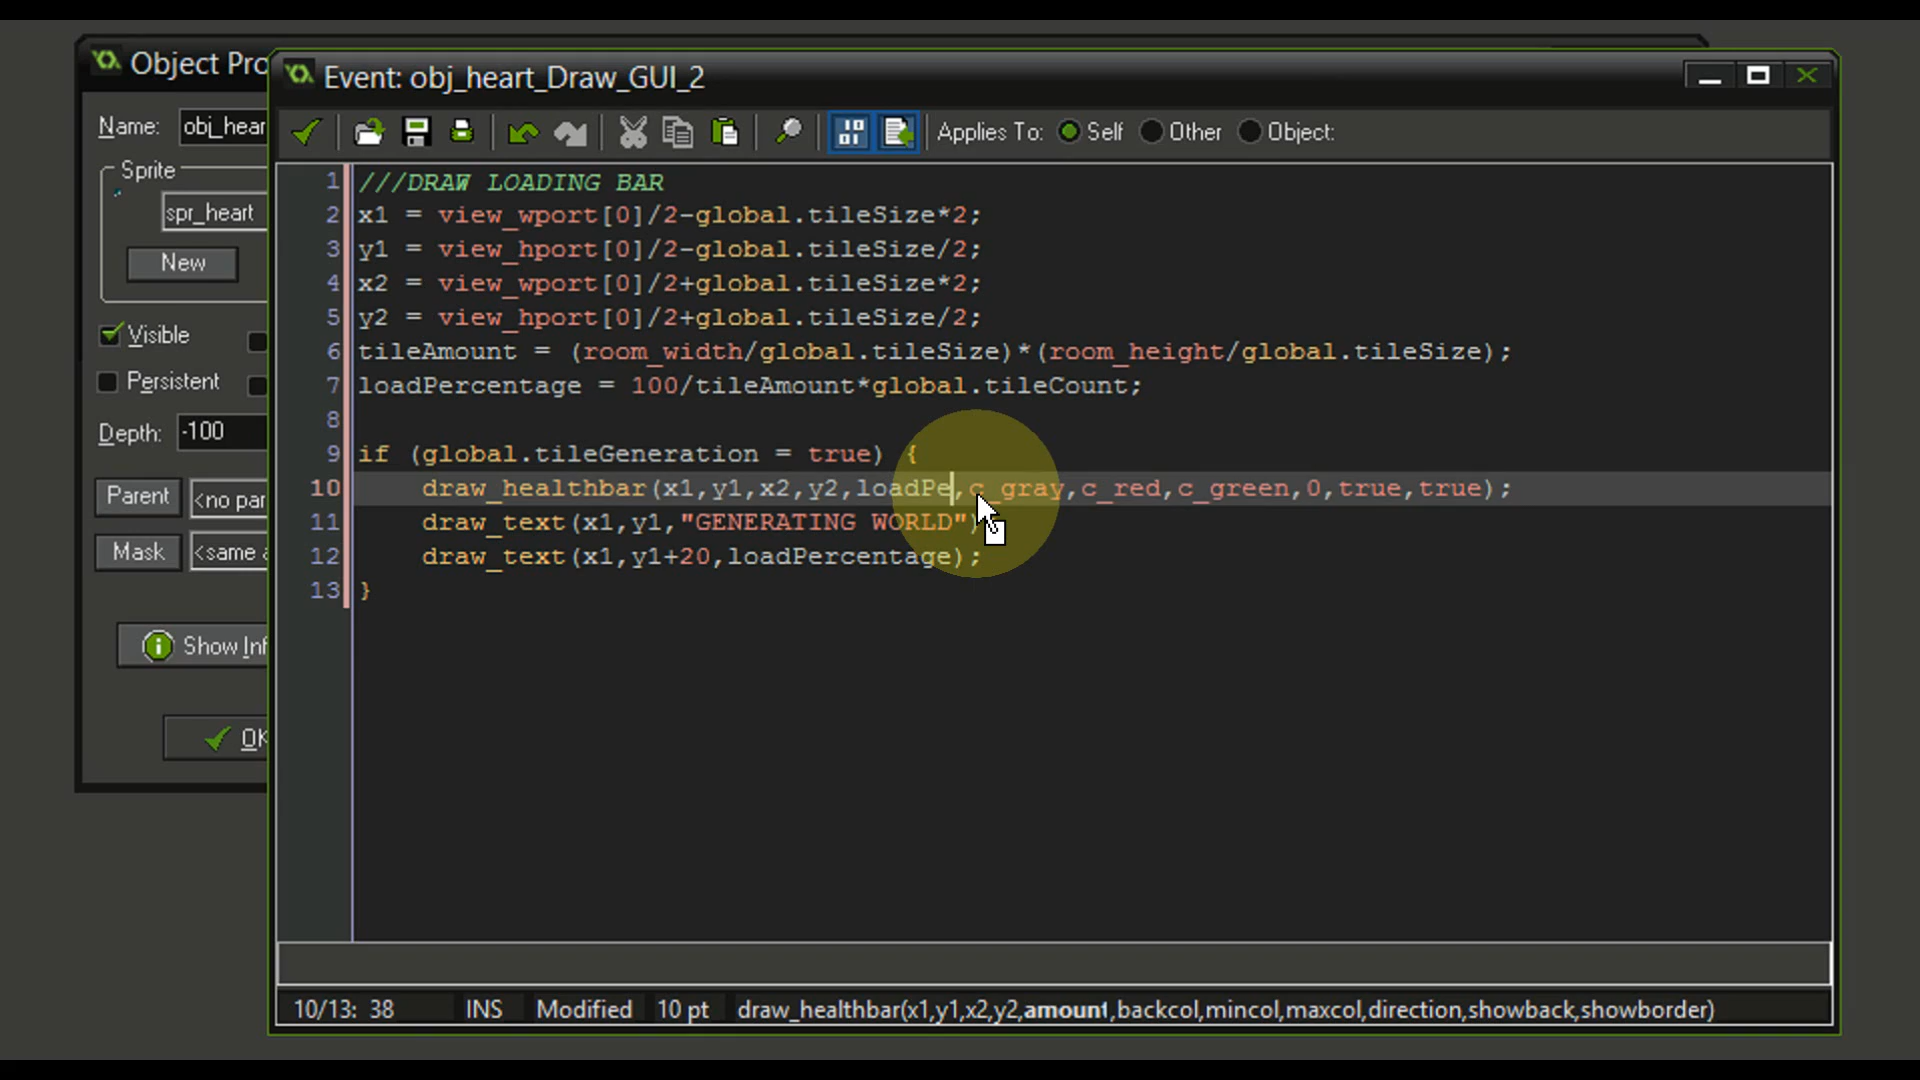 Object Pro
Name: obj_hear
Sprite
spr_heart
New
Visible
Persistent
Depth: -100
Parent <no par
Mask <same a
Show Inf
OK
Event: obj_heart_Draw_GUI_2
Applies To: Self Other Object:
1 ///DRAW LOADING BAR
2 x1 = view_wport[0]/2-global.tileSize*2;
3 y1 = view_hport[0]/2-global.tileSize/2;
4 x2 = view_wport[0]/2+global.tileSize*2;
5 y2 = view_hport[0]/2+global.tileSize/2;
6 tileAmount = (room_width/global.tileSize)*(room_height/global.tileSize);
7 loadPercentage = 100/tileAmount*global.tileCount;
8
9 if (global.tileGeneration = true) {
10 draw_healthbar(x1,y1,x2,y2,loadPe,c_gray,c_red,c_green,0,true,true);
11 draw_text(x1,y1,"GENERATING WORLD")
12 draw_text(x1,y1+20,loadPercentage);
13 }
10/13: 38 INS Modified 10 pt draw_healthbar(x1,y1,x2,y2,amount,backcol,mincol,maxcol,direction,showback,showborder)